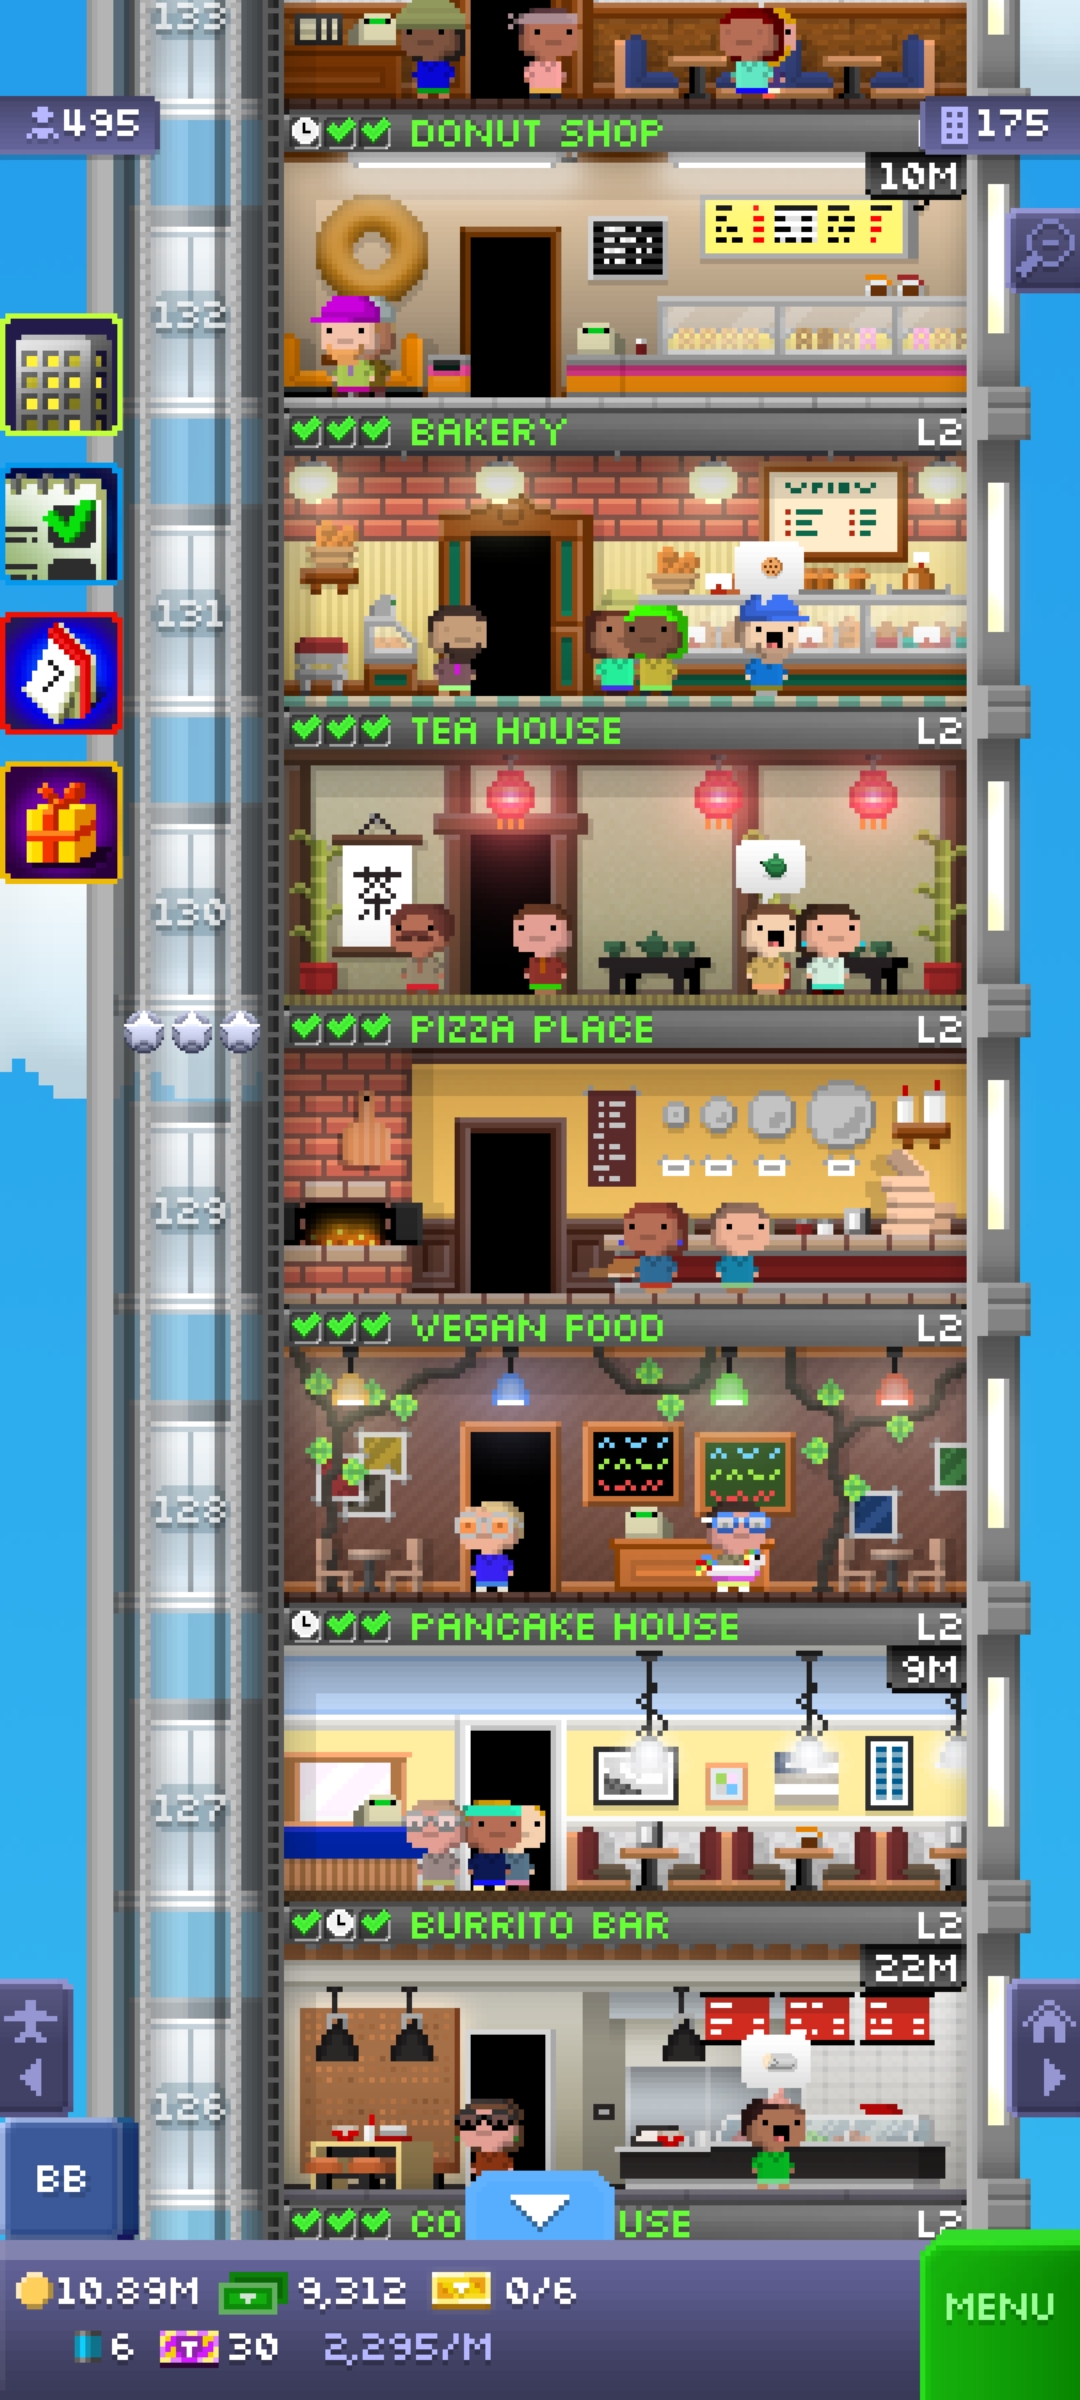 133
495
175
DONUT SHOP
10M
132
BAKERY L2
131
TEA HOUSE L2
茶
130
PIZZA PLACE L2
129
VEGAN FOOD L2
128
PANCAKE HOUSE L2
9M
127
BURRITO BAR L2
22M
126
BB
CO USE L2
10.89M 9,312 0/6
MENU
6 T 30 2,295/M